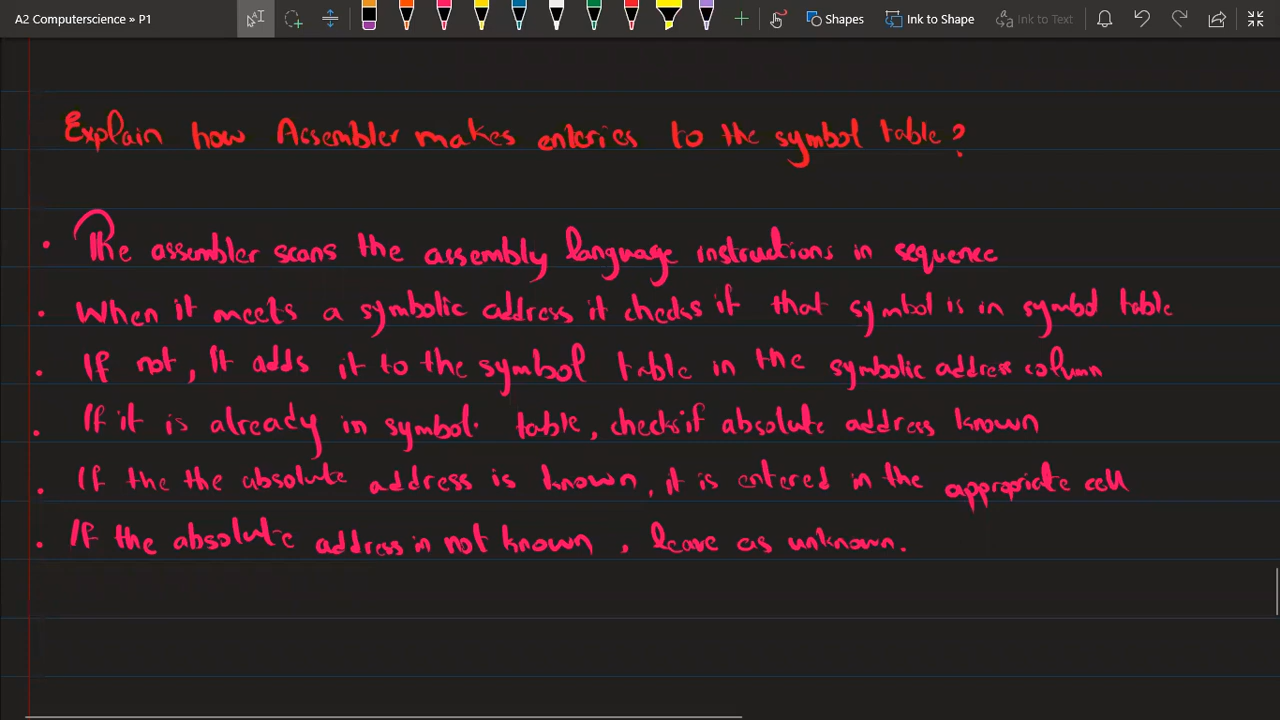 A2 Computerscience » P1
Shapes
Ink to Shape
Ink to Text
Explain how Assembler makes enteries to the symbol table?
• The assembler scans the assembly language instructions in sequence
• When it meets a symbolic address it checks if that symbol is in symbol table
• If not, It adds it to the symbol table in the symbolic address column
• If it is already in symbol. table, checks if absolute address known
• If the the absolute address is known, it is entered in the appropriate cell
• If the absolute address in not known, leave as unknown.